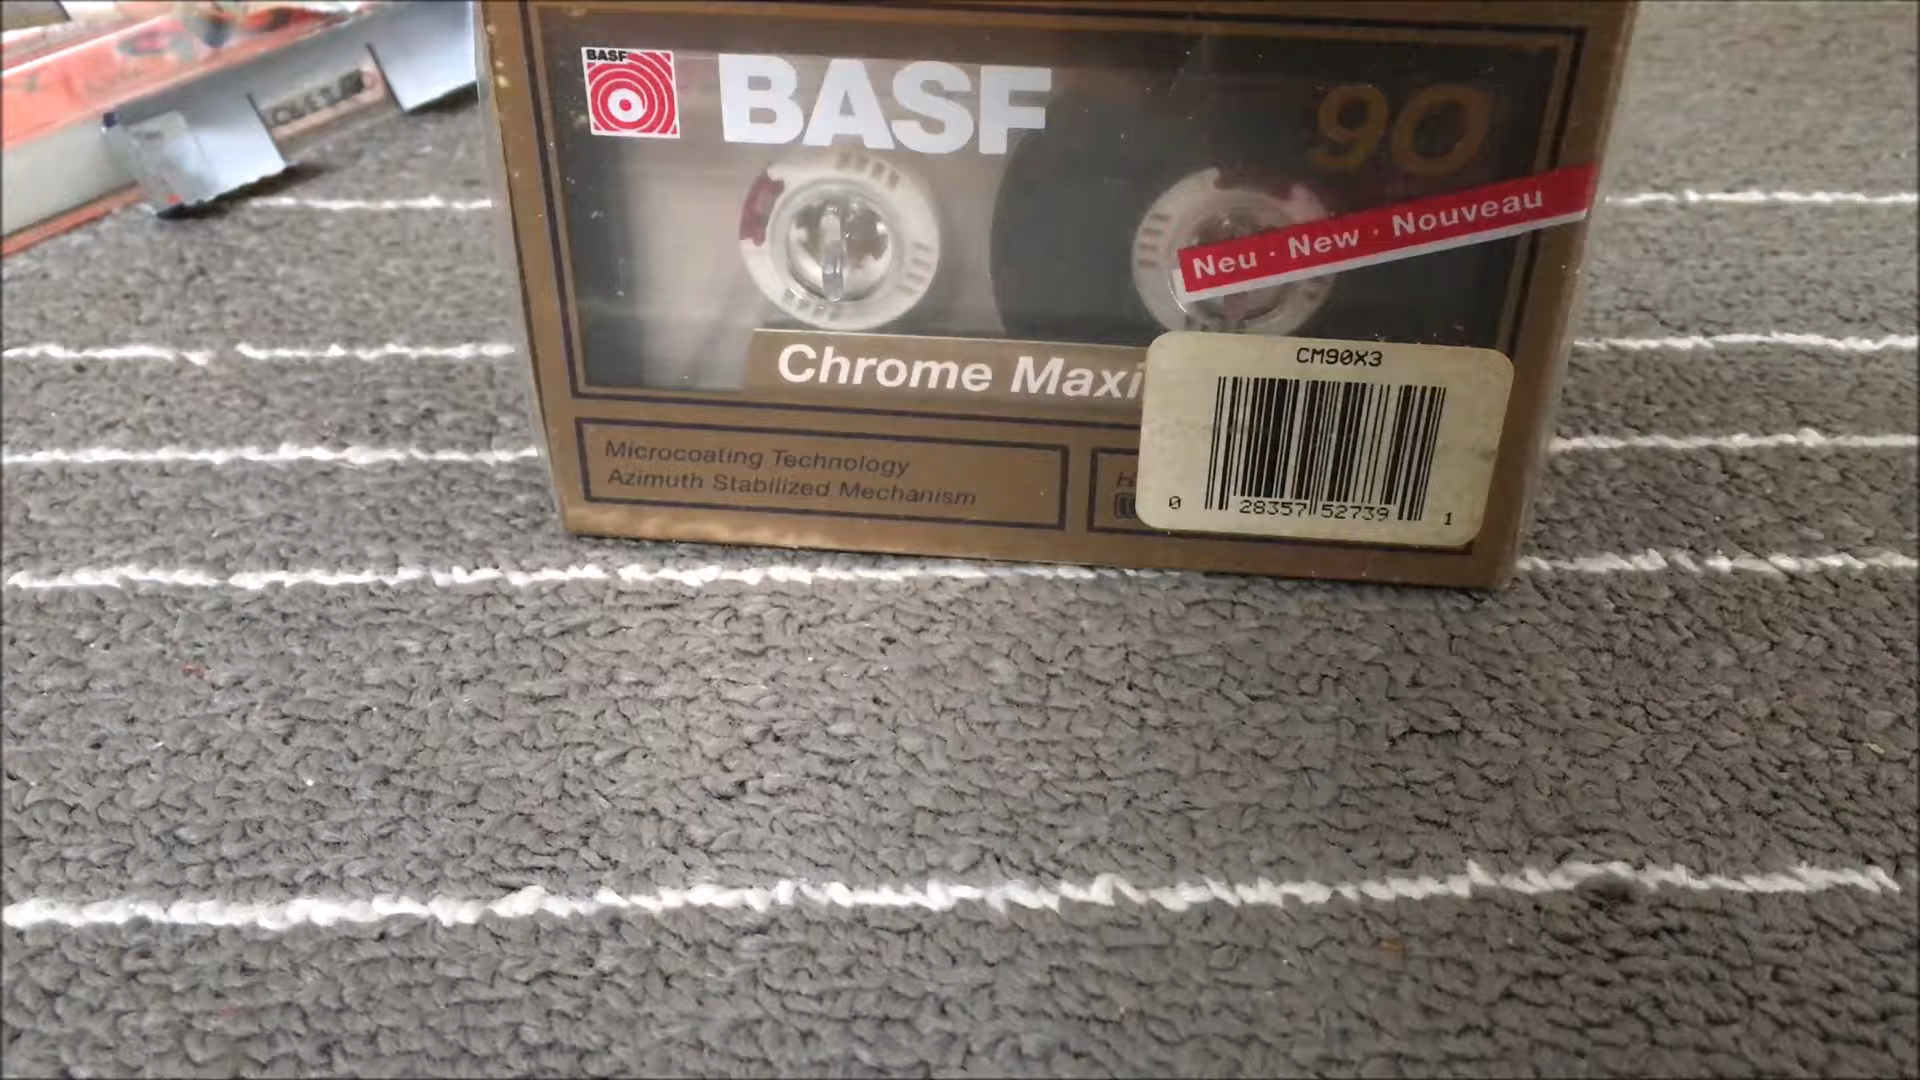 BASF
BASF
90
Neu · New · Nouveau
Chrome Maxi
CM90X3
Microcoating Technology
Azimuth Stabilized Mechanism
H
0 28357 52739 1